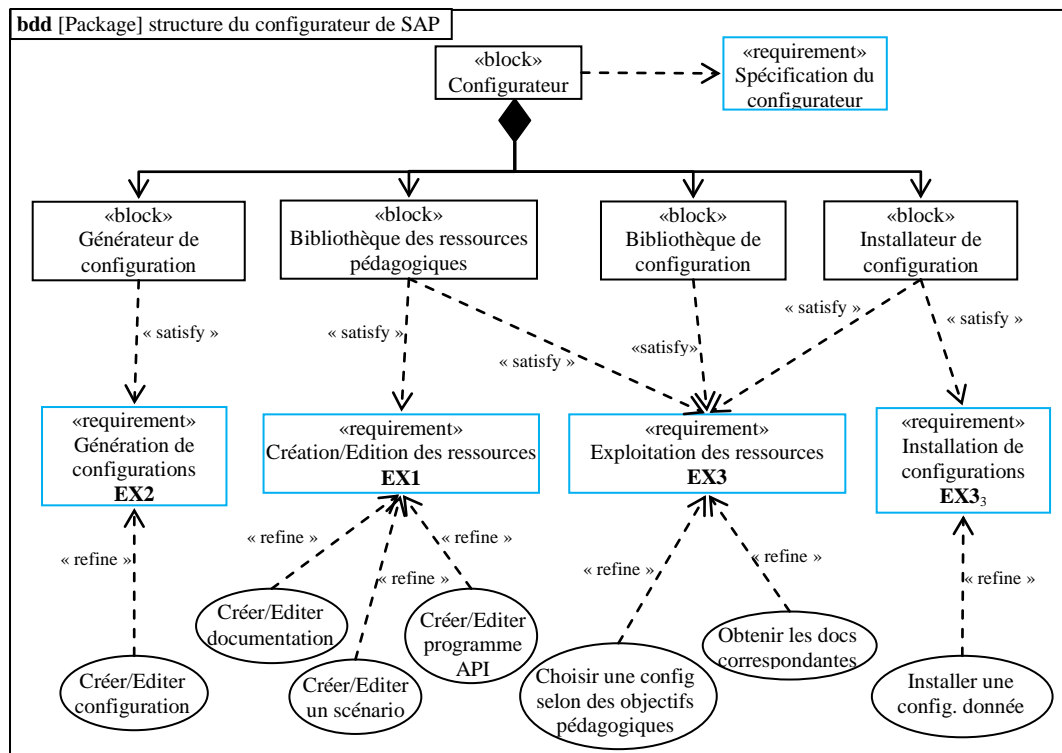 bdd [Package] structure du configurateur de SAP
«block»
Configurateur
«requirement»
Spécification du
configurateur
«block»
Générateur de
configuration
«block»
Bibliothèque des ressources
pédagogiques
«block»
Bibliothèque de
configuration
«block»
Installateur de
configuration
« satisfy »
« satisfy »
« satisfy »
«satisfy»
« satisfy »
« satisfy »
«requirement»
Génération de
configurations
EX2
«requirement»
Création/Edition des ressources
EX1
«requirement»
Exploitation des ressources
EX3
«requirement»
Installation de
configurations
EX3₃
« refine »
« refine »
« refine »
« refine »
« refine »
« refine »
« refine »
Créer/Editer
configuration
Créer/Editer
documentation
Créer/Editer
un scénario
Créer/Editer
programme
API
Choisir une config
selon des objectifs
pédagogiques
Obtenir les docs
correspondantes
Installer une
config. donnée